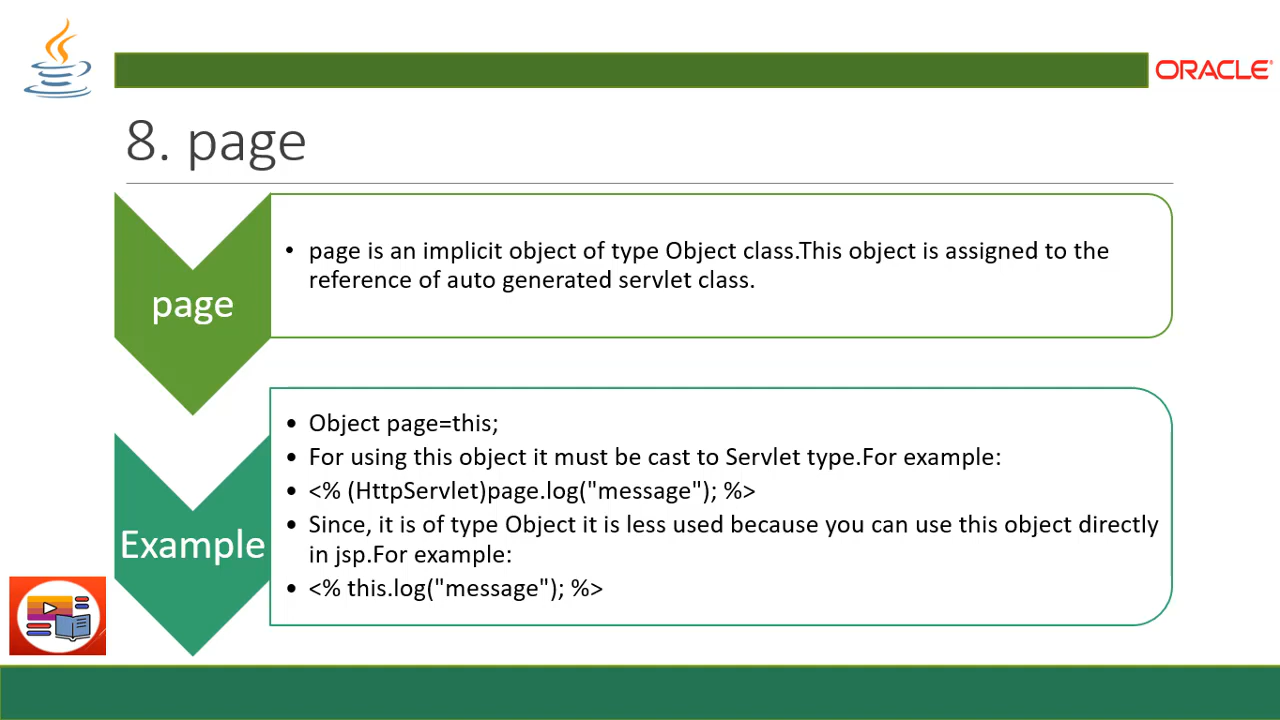 ORACLE
8. page
page
• page is an implicit object of type Object class.This object is assigned to the
reference of auto generated servlet class.
Example
• Object page=this;
• For using this object it must be cast to Servlet type.For example:
• <% (HttpServlet)page.log("message"); %>
• Since, it is of type Object it is less used because you can use this object directly
in jsp.For example:
• <% this.log("message"); %>